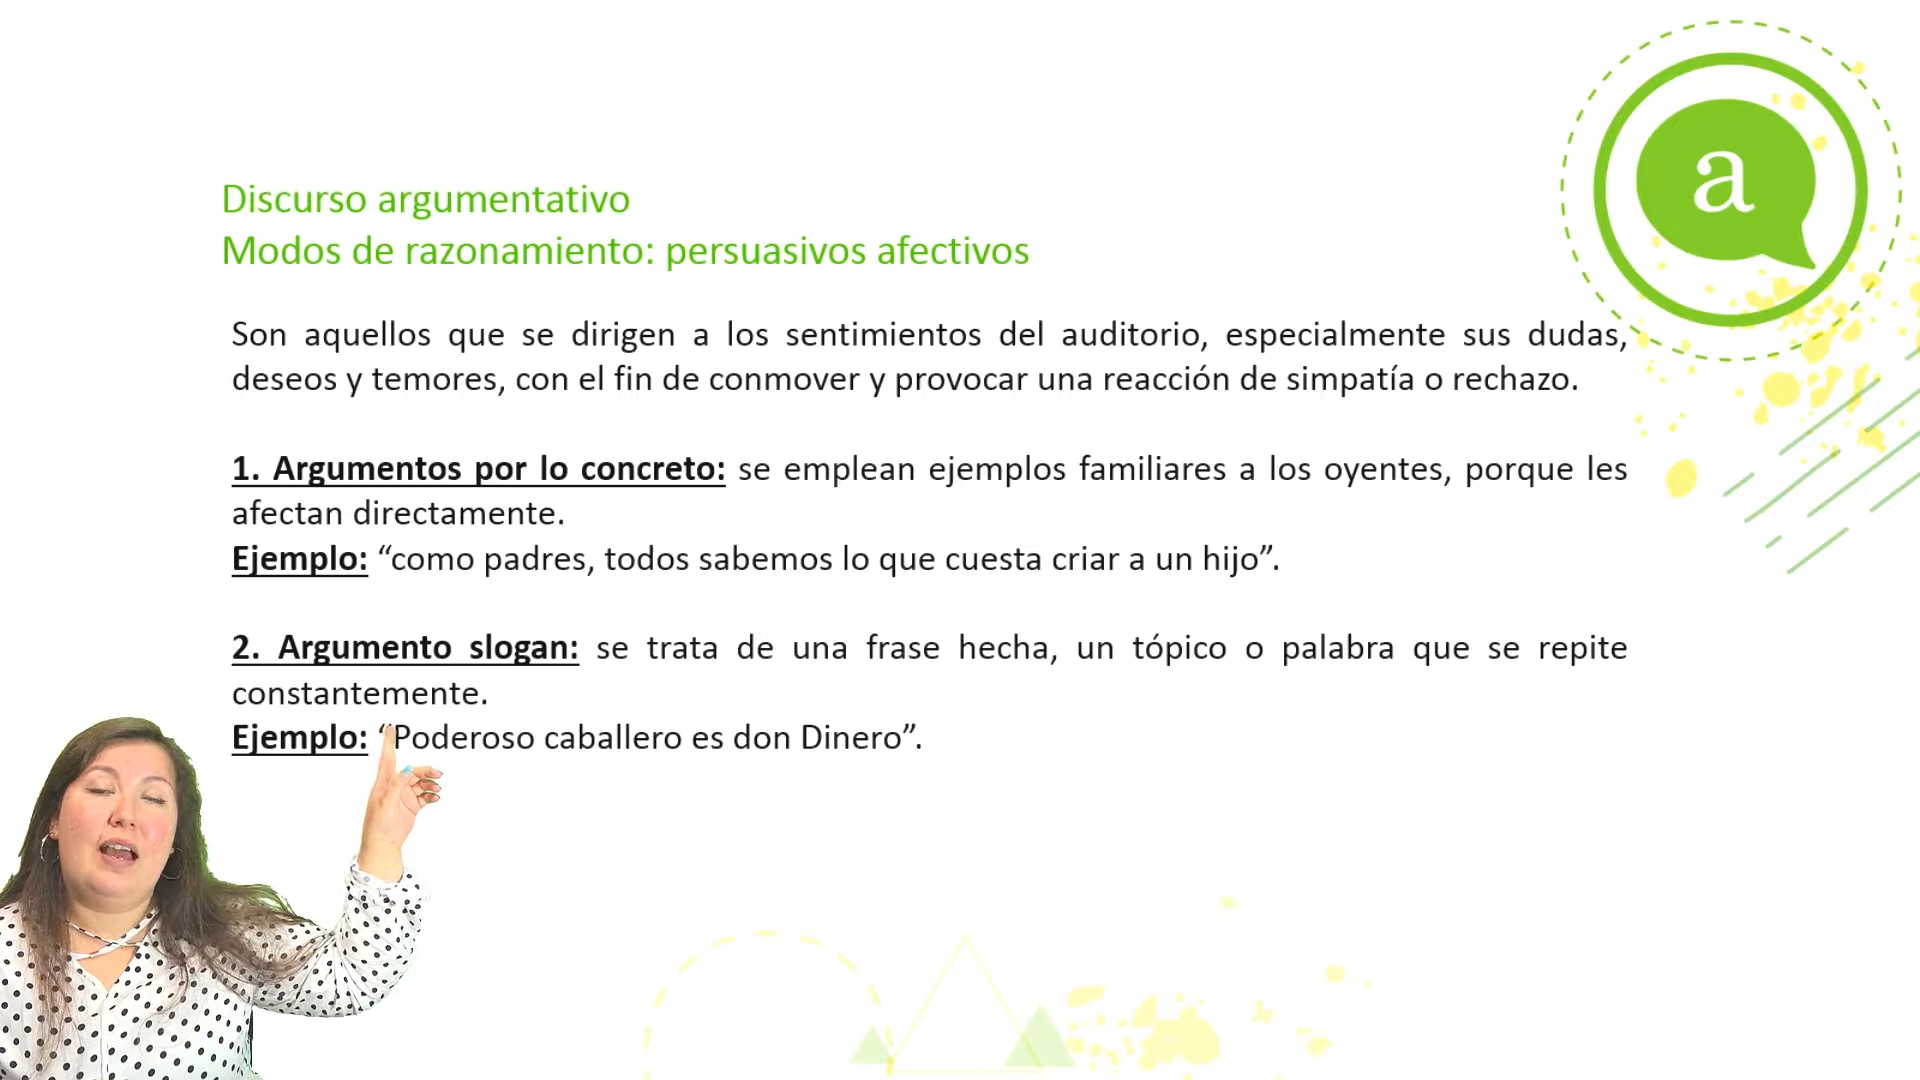 a
Discurso argumentativo
Modos de razonamiento: persuasivos afectivos
Son aquellos que se dirigen a los sentimientos del auditorio, especialmente sus dudas,
deseos y temores, con el fin de conmover y provocar una reacción de simpatía o rechazo.
1. Argumentos por lo concreto: se emplean ejemplos familiares a los oyentes, porque les
afectan directamente.
Ejemplo: “como padres, todos sabemos lo que cuesta criar a un hijo”.
2. Argumento slogan: se trata de una frase hecha, un tópico o palabra que se repite
constantemente.
Ejemplo: “Poderoso caballero es don Dinero”.